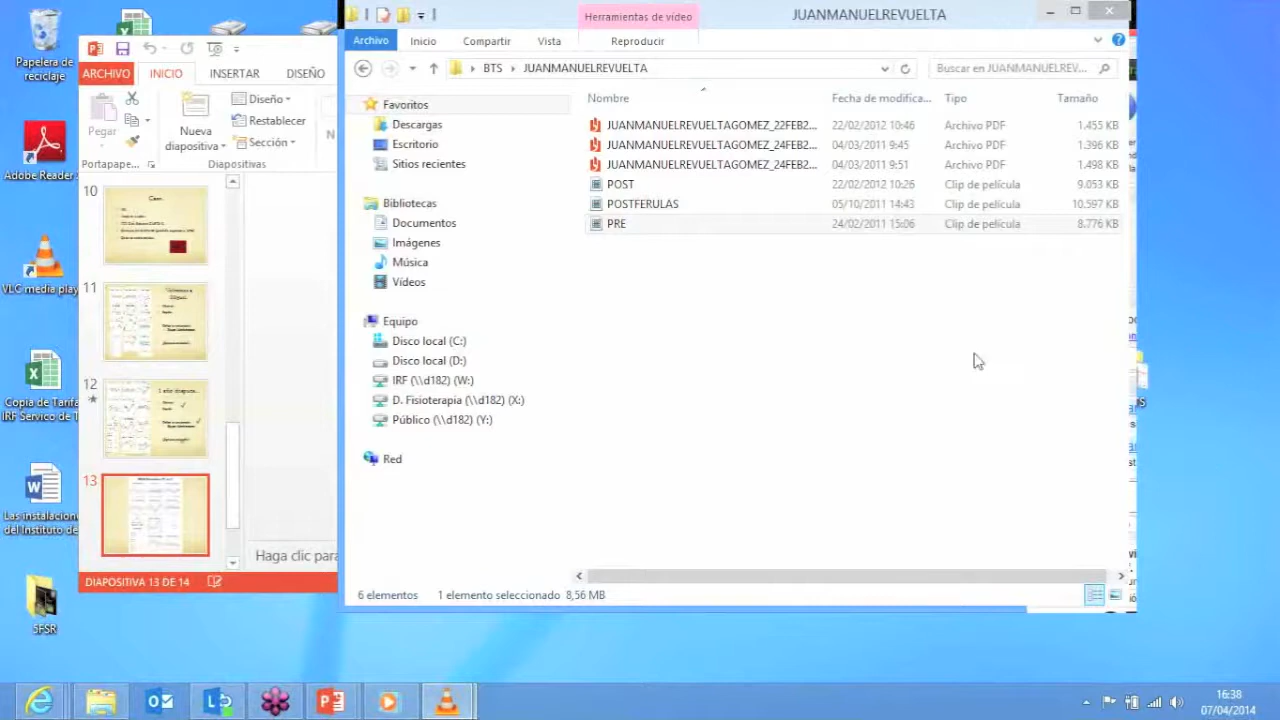 Papelera de
reciclaje
Adobe Reader
VLC media play
Copia de Tarifa
IRF Servico de T
Las instalacion
del Instituto de
SFSR
ARCHIVO INICIO INSERTAR DISEÑO
Pegar
Nueva
diapositiva
Diseño
Restablecer
Sección
N
Portapape...
Diapositivas
10
11
12
13
Haga clic para
DIAPOSITIVA 13 DE 14
Herramientas de vídeo
JUANMANUELREVUELTA
Archivo Inicio Compartir Vista Reproducir
BTS JUANMANUELREVUELTA
Buscar en JUANMANUELREV...
Favoritos
Descargas
Escritorio
Sitios recientes
Bibliotecas
Documentos
Imágenes
Música
Vídeos
Equipo
Disco local (C:)
Disco local (D:)
IRF (\\d182) (W:)
D. Fisioterapia (\\d182) (X:)
Público (\\d182) (Y:)
Red
Nombre Fecha de modifica... Tipo Tamaño
JUANMANUELREVUELTAGOMEZ_22FEB2... 22/02/2012 10:46 Archivo PDF 1.455 KB
JUANMANUELREVUELTAGOMEZ_24FEB2... 04/03/2011 9:45 Archivo PDF 1.396 KB
JUANMANUELREVUELTAGOMEZ_24FEB2... 04/03/2011 9:51 Archivo PDF 1.498 KB
POST 22/02/2012 10:26 Clip de película 9.053 KB
POSTFERULAS 05/10/2011 14:43 Clip de película 10.597 KB
PRE /02/2011 15:06 Clip de película 8.776 KB
6 elementos 1 elemento seleccionado 8,56 MB
16:38
07/04/2014